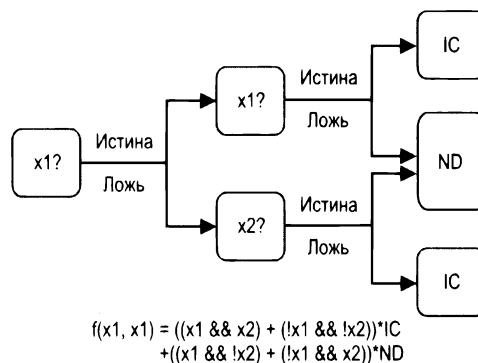 IC
Истина
x1?
Ложь
Истина
x1?
Ложь
ND
Истина
x2?
Ложь
IC
f(x1, x1) = ((x1 && x2) + (!x1 && !x2))*IC
+((x1 && !x2) + (!x1 && x2))*ND